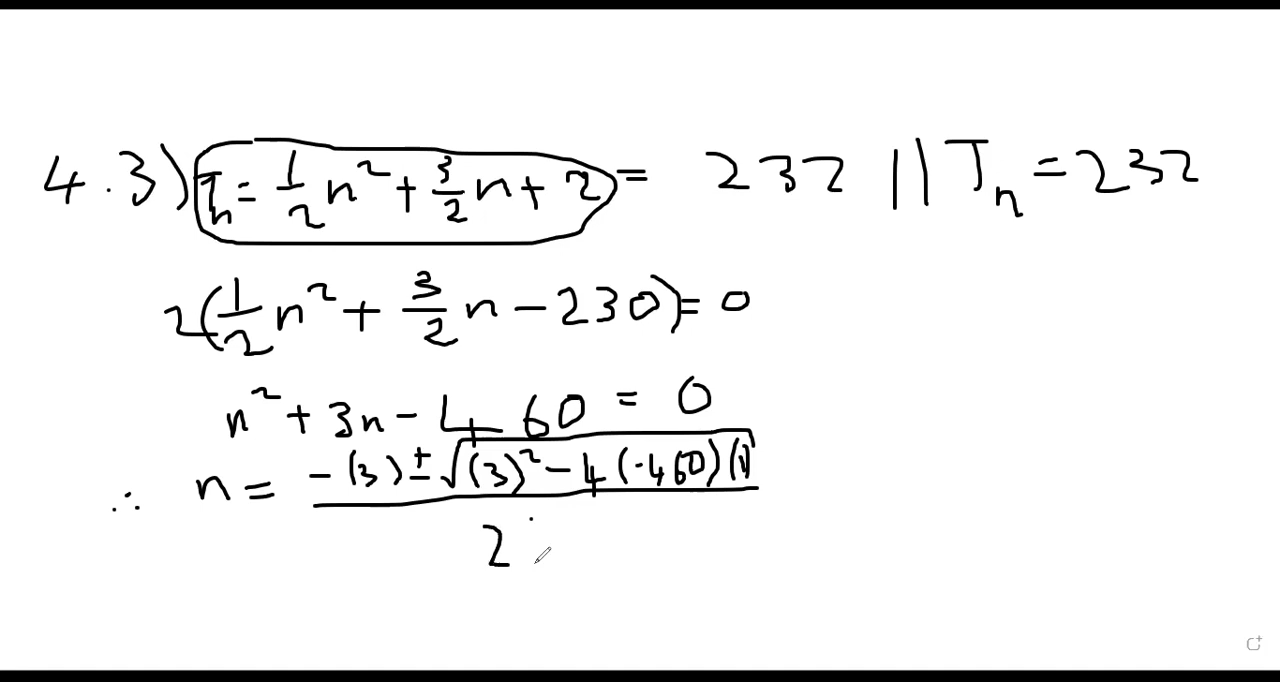 4.3) Tₙ = 1/2 n² + 3/2 n + 2 = 232 || Tₙ = 232
2(1/2 n² + 3/2 n - 230) = 0
n² + 3n - 460 = 0
∴ n = -(3) ± √((3)² - 4(-460)(1)
2